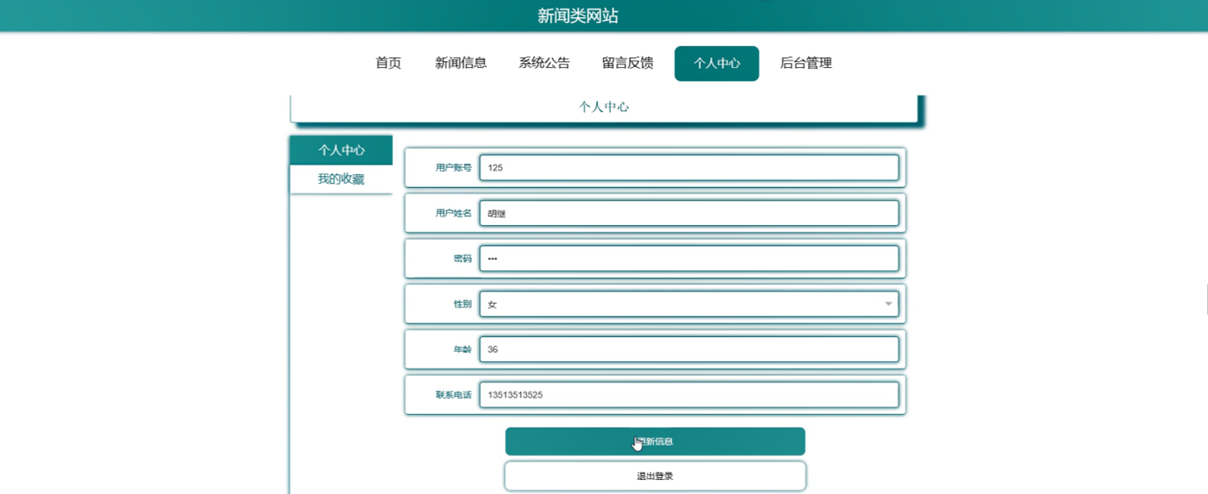 新闻类网站
首页 新闻信息 系统公告 留言反馈 个人中心 后台管理
个人中心
个人中心
我的收藏
用户账号 125
用户姓名 胡继
密码 •••
性别 女
年龄 36
联系电话 13513513525
更新信息
退出登录